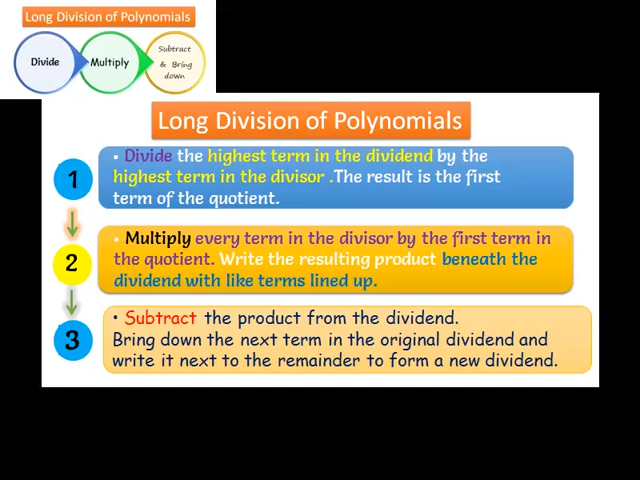 Long Division of Polynomials
Divide
Multiply
Subtract
& Bring
down
Long Division of Polynomials
1
• Divide the highest term in the dividend by the
highest term in the divisor .The result is the first
term of the quotient.
2
• Multiply every term in the divisor by the first term in
the quotient. Write the resulting product beneath the
dividend with like terms lined up.
3
• Subtract the product from the dividend.
Bring down the next term in the original dividend and
write it next to the remainder to form a new dividend.